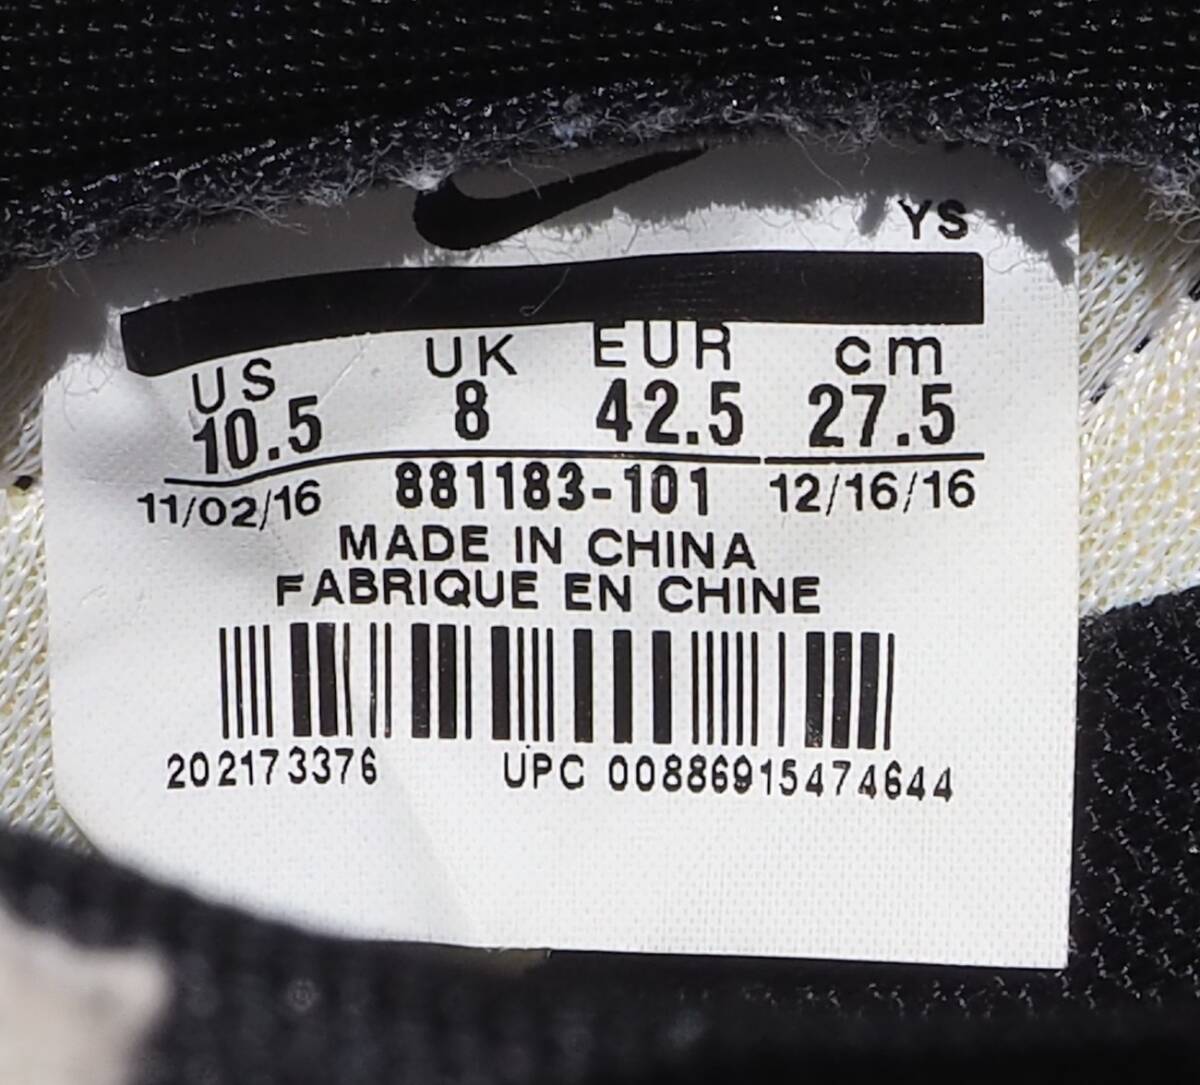 YS
US UK EUR cm
10.5 8 42.5 27.5
11/02/16 881183-101 12/16/16
MADE IN CHINA
FABRIQUE EN CHINE
202173376 UPC 00886915474644